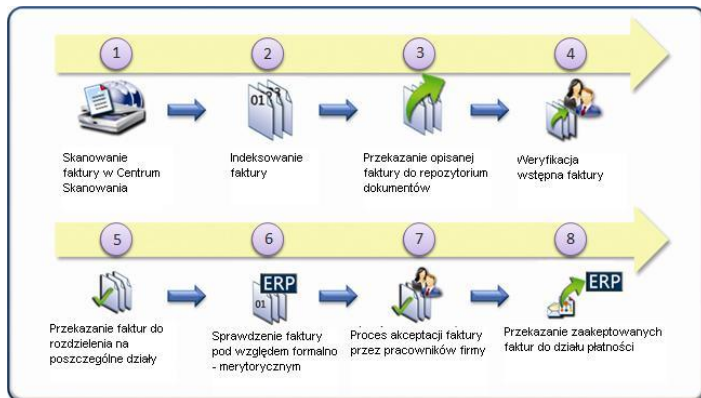 1
2
3
4
0123
Skanowanie
faktury w Centrum
Skanowania
Indeksowanie
faktury
Przekazanie opisanej
faktury do repozytorium
dokumentów
Weryfikacja
wstępna faktury
5
6
7
8
ERP
01
ERP
Przekazanie faktur do
rozdzielenia na
poszczególne działy
Sprawdzenie faktury
pod względem formalno
- merytorycznym
Proces akceptacji faktury
przez pracowników firmy
Przekazanie zaakeptowanych
faktur do działu płatności